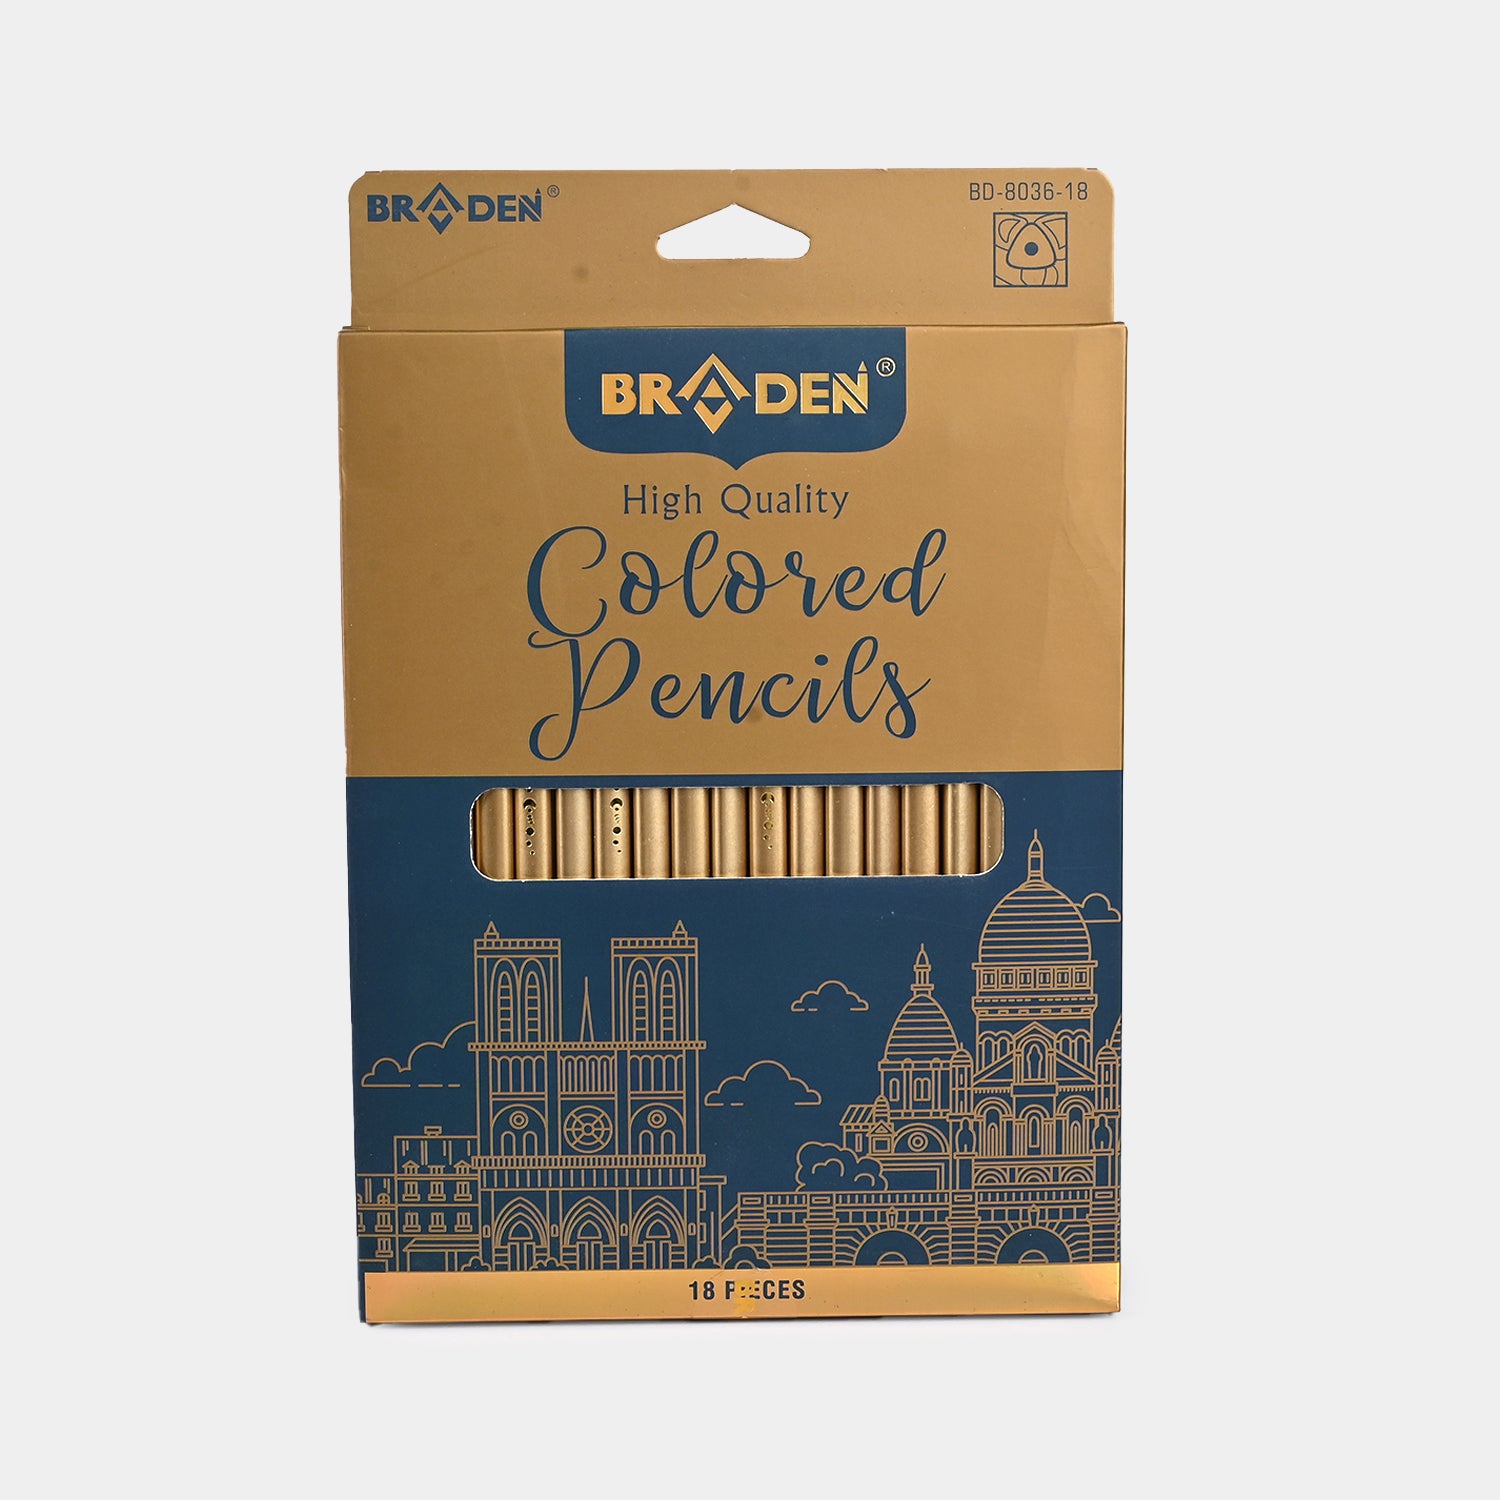 BRADEN®
BD-8036-18
BRADEN®
High Quality
Colored
Pencils
18 PIECES